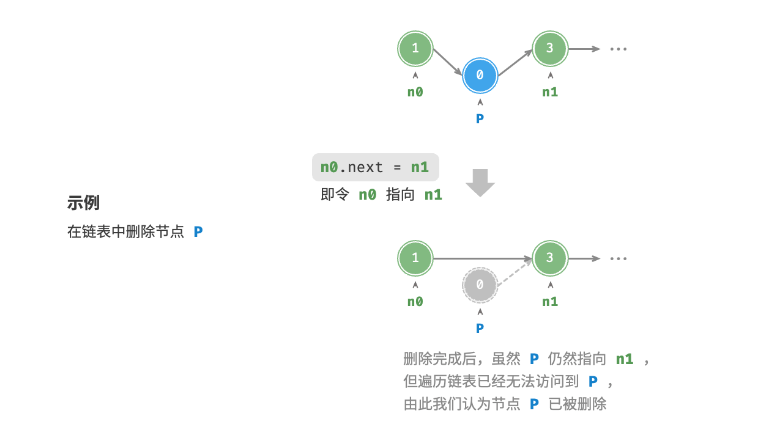 1
3
...
0
n0
n1
P
n0.next = n1
即令 n0 指向 n1
示例
在链表中删除节点 P
1
3
...
0
n0
n1
P
删除完成后，虽然 P 仍然指向 n1 ，
但遍历链表已经无法访问到 P ，
由此我们认为节点 P 已被删除